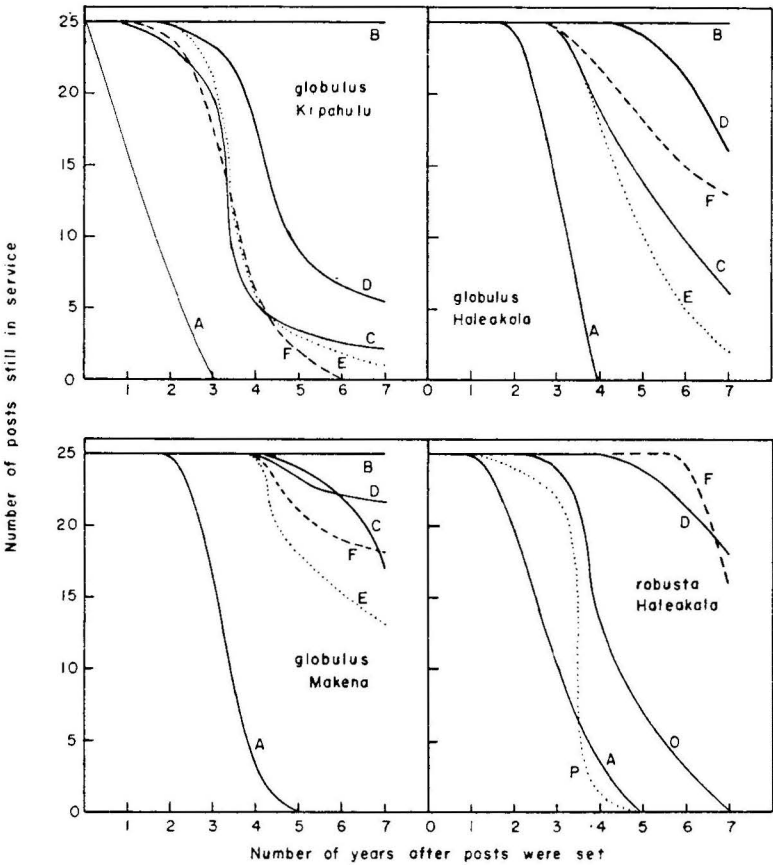 Number of posts still in service
25
20
15
10
5
0
B
globulus
Kipahulu
A
D
C
F
E
1 2 3 4 5 6 7
B
D
F
C
E
globulus
Haleakala
A
0 1 2 3 4 5 6 7
25
20
15
10
5
0
B
D
C
F
E
globulus
Makena
A
1 2 3 4 5 6 7
F
D
robusta
Haleakala
O
P
A
0 1 2 3 4 5 6 7
Number of years after posts were set